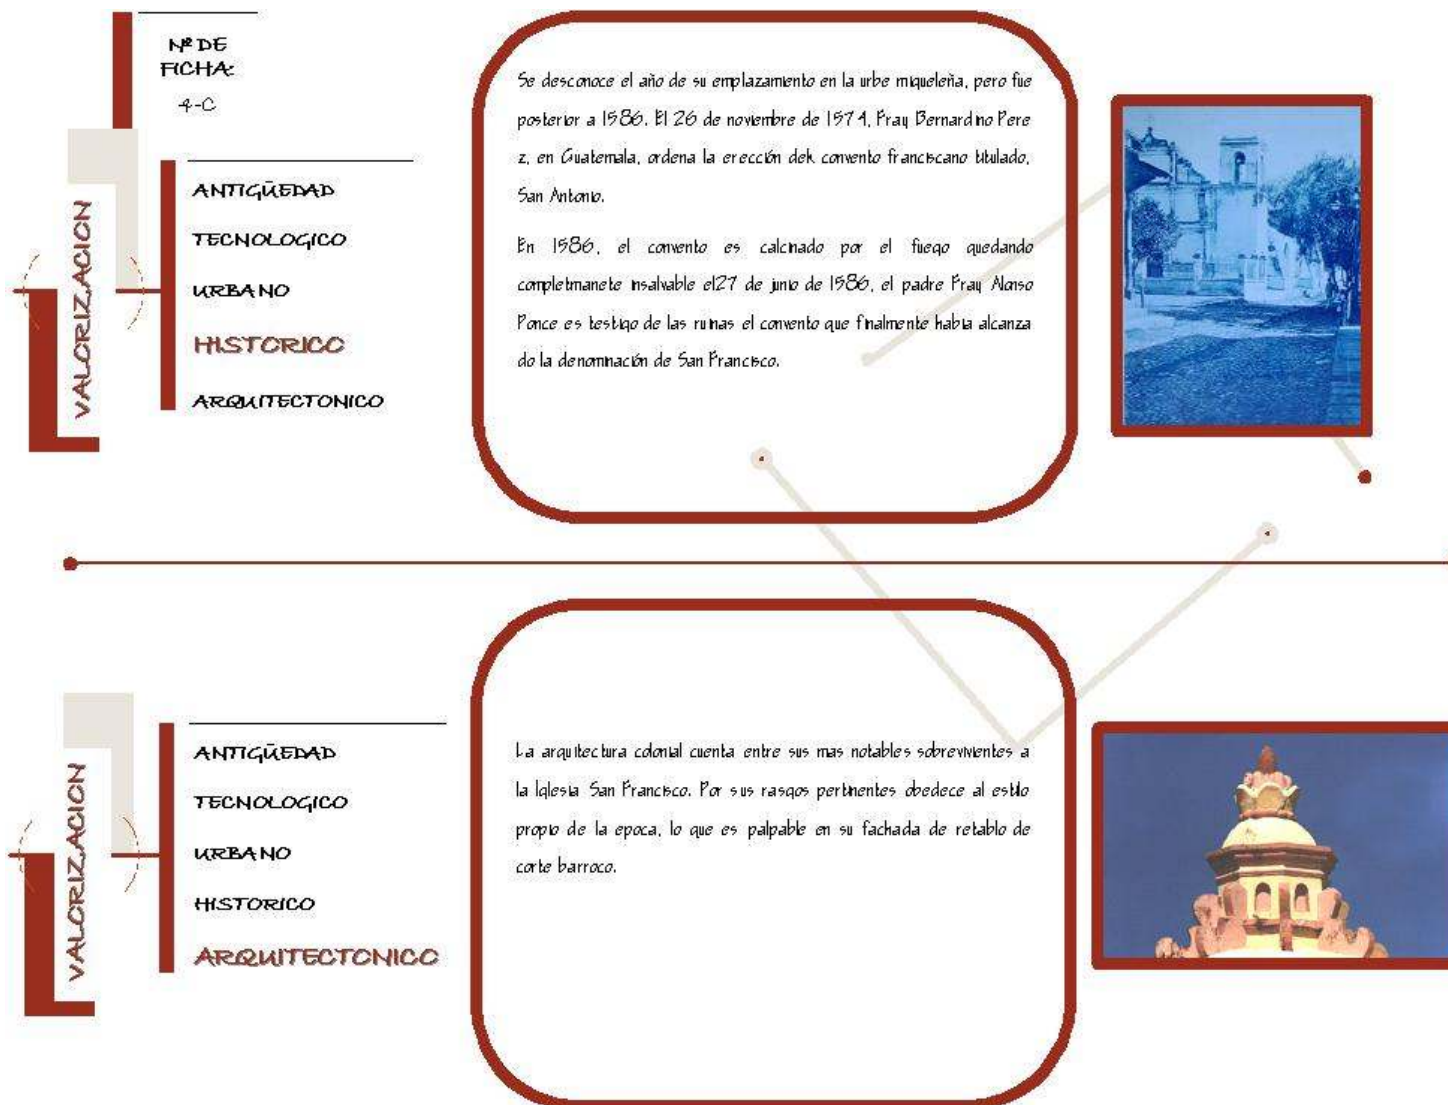 Nº DE
FICHA:
4-C
VALORIZACION
ANTIGÜEDAD
TECNOLOGICO
URBANO
HISTORICO
ARQUITECTONICO
Se desconoce el año de su emplazamiento en la urbe migueleña, pero fue
posterior a 1586. El 26 de noviembre de 1574, Fray Bernardino Pere
z, en Guatemala, ordena la erección dek convento franciscano titulado,
San Antonio.
En 1586, el convento es calcinado por el fuego quedando
completmanete insalvable el27 de junio de 1586, el padre Fray Alonso
Ponce es testigo de las ruinas el convento que finalmente habia alcanza
do la denominación de San Francisco.
VALORIZACION
ANTIGÜEDAD
TECNOLOGICO
URBANO
HISTORICO
ARQUITECTONICO
La arquitectura colonial cuenta entre sus mas notables sobrevivientes a
la Iglesia San Francisco. Por sus rasgos pertinentes obedece al estilo
propio de la epoca, lo que es palpable en su fachada de retablo de
corte barroco.